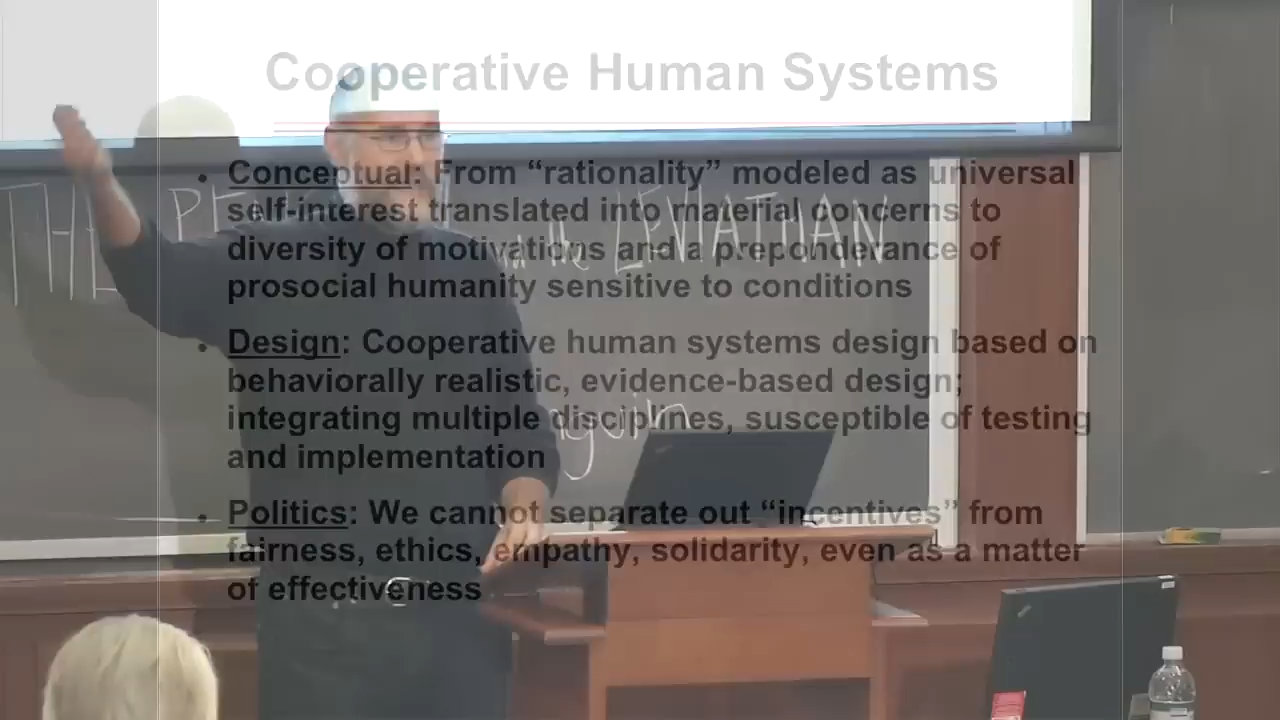 Cooperative Human Systems
• Conceptual: From “rationality” modeled as universal
self-interest translated into material concerns to
diversity of motivations and a preponderance of
prosocial humanity sensitive to conditions
• Design: Cooperative human systems design based on
behaviorally realistic, evidence-based design;
integrating multiple disciplines, susceptible of testing
and implementation
• Politics: We cannot separate out “incentives” from
fairness, ethics, empathy, solidarity, even as a matter
of effectiveness
THE
and the LEVIATHAN